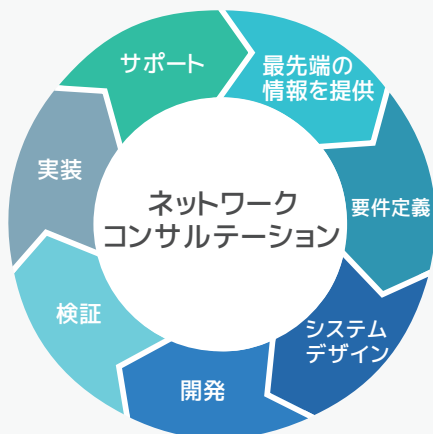 サポート
最先端の
情報を提供
要件定義
システム
デザイン
開発
検証
実装
ネットワーク
コンサルテーション